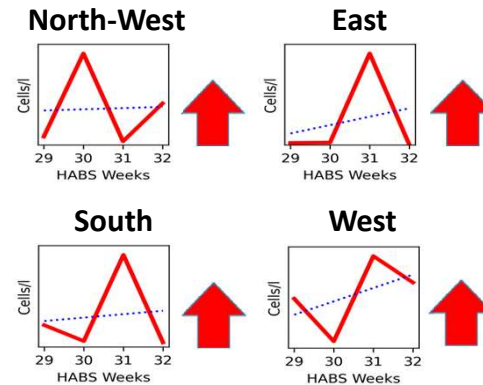 North-West
Cells/l
29 30 31 32
HABS Weeks
East
Cells/l
29 30 31 32
HABS Weeks
South
Cells/l
29 30 31 32
HABS Weeks
West
Cells/l
29 30 31 32
HABS Weeks